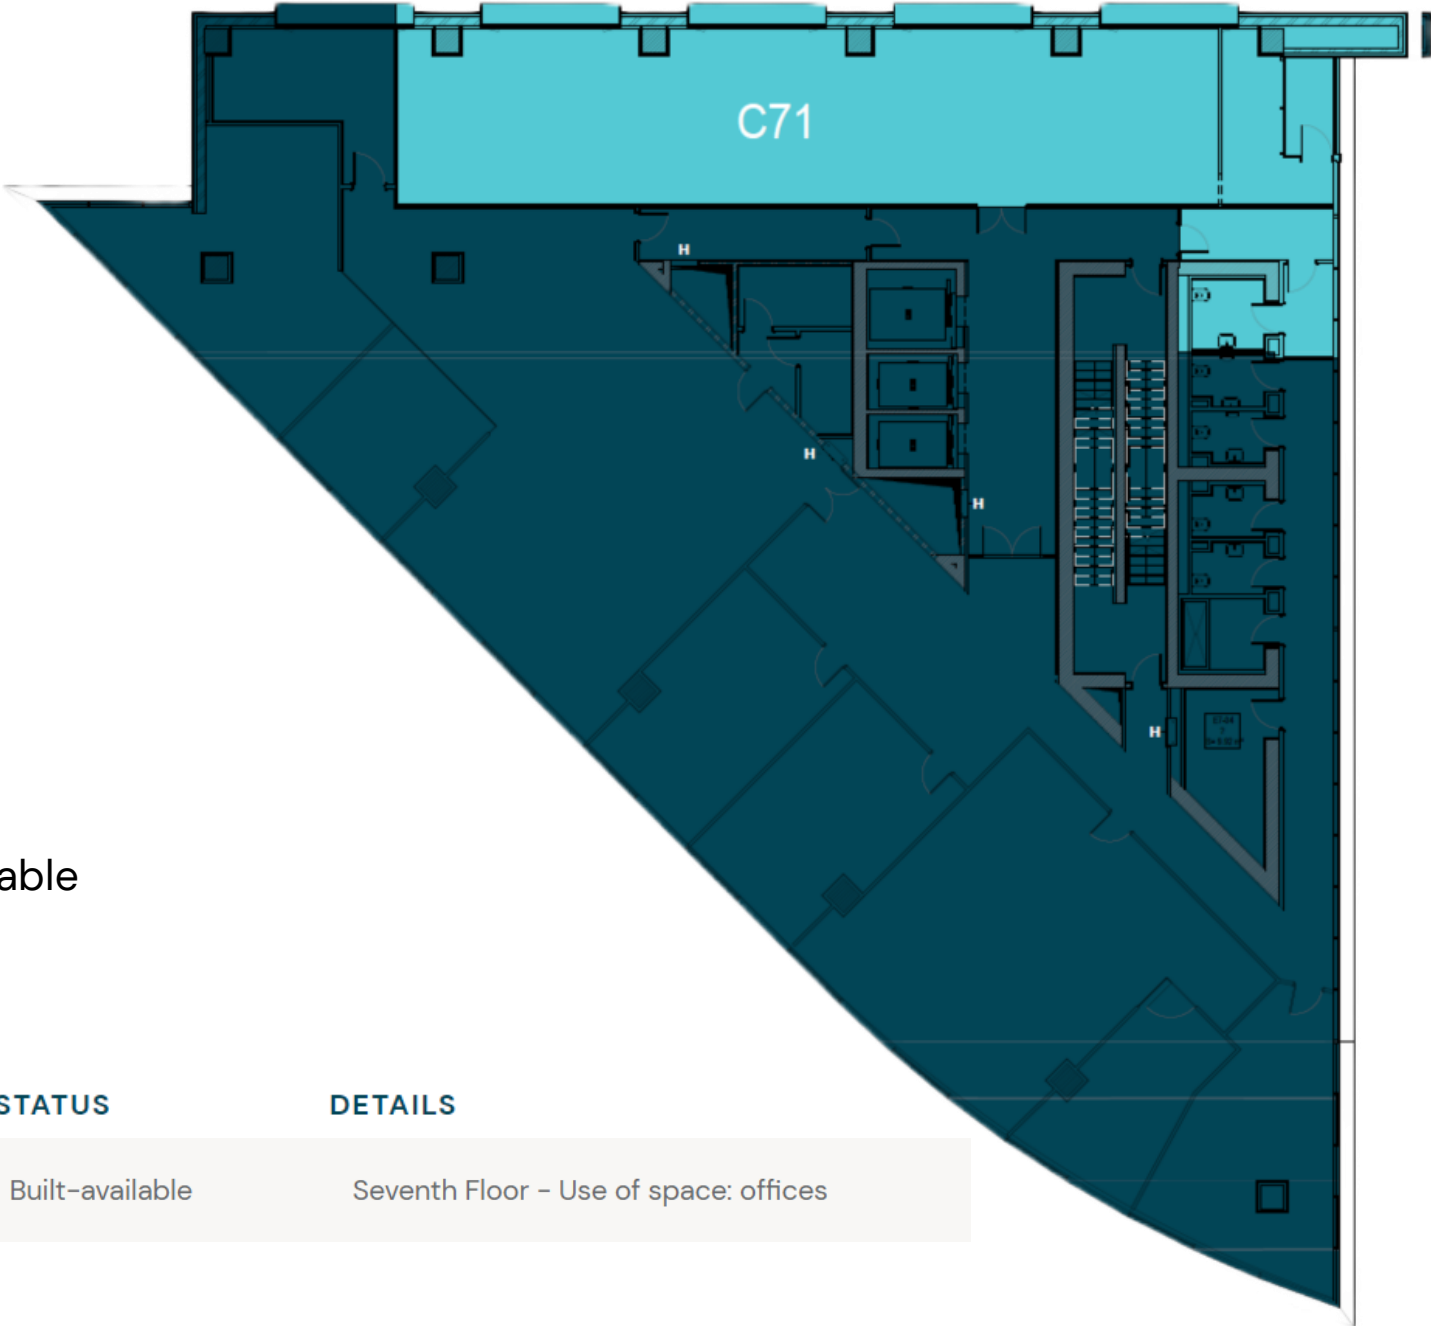 C71
H
H
H
H
able
STATUS DETAILS
Built-available Seventh Floor - Use of space: offices